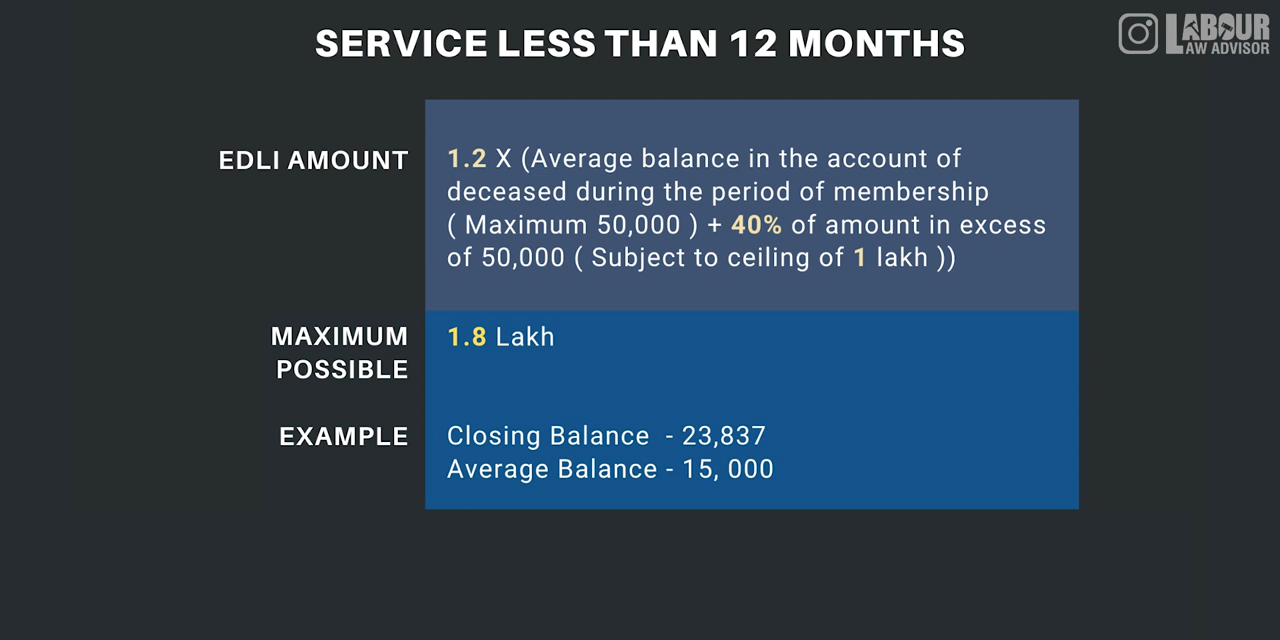 SERVICE LESS THAN 12 MONTHS
LABOUR
LAW ADVISOR
EDLI AMOUNT
1.2 X (Average balance in the account of
deceased during the period of membership
( Maximum 50,000 ) + 40% of amount in excess
of 50,000 ( Subject to ceiling of 1 lakh ))
MAXIMUM
POSSIBLE
1.8 Lakh
EXAMPLE
Closing Balance - 23,837
Average Balance - 15, 000